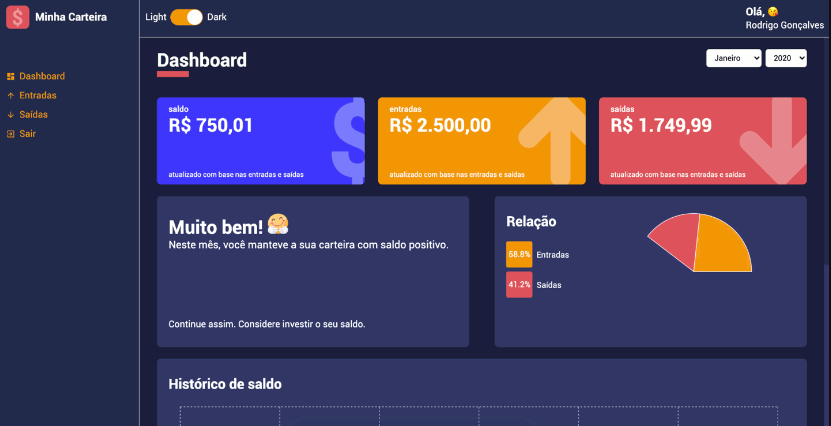 Minha Carteira
Light Dark
Olá, 😜
Rodrigo Gonçalves
Dashboard
Entradas
Saídas
Sair
Dashboard
Janeiro 2020
saldo
R$ 750,01
atualizado com base nas entradas e saídas
entradas
R$ 2.500,00
atualizado com base nas entradas e saídas
saídas
R$ 1.749,99
atualizado com base nas entradas e saídas
Muito bem! 🤗
Neste mês, você manteve a sua carteira com saldo positivo.
Continue assim. Considere investir o seu saldo.
Relação
58.8% Entradas
41.2% Saídas
Histórico de saldo